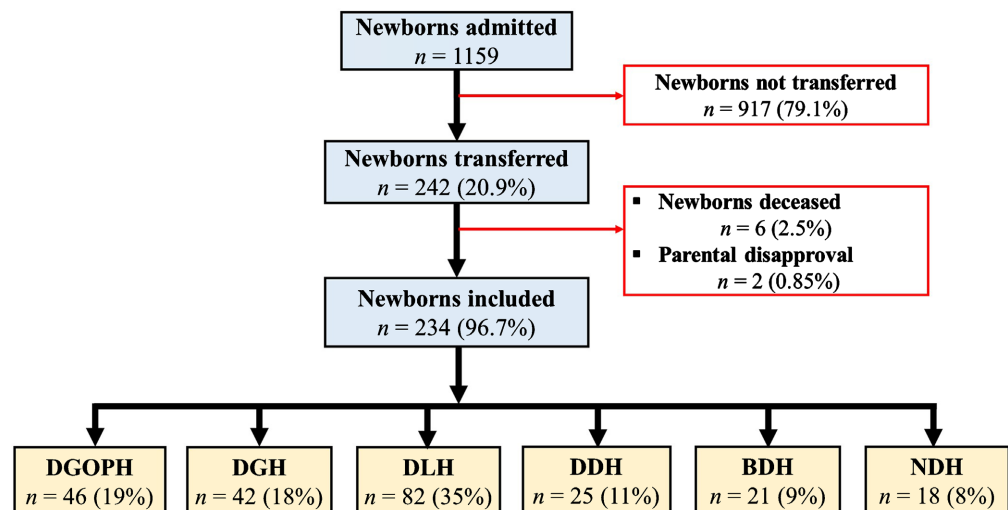 Newborns admitted
n = 1159
Newborns not transferred
n = 917 (79.1%)
Newborns transferred
n = 242 (20.9%)
▪ Newborns deceased
n = 6 (2.5%)
▪ Parental disapproval
n = 2 (0.85%)
Newborns included
n = 234 (96.7%)
DGOPH
n = 46 (19%)
DGH
n = 42 (18%)
DLH
n = 82 (35%)
DDH
n = 25 (11%)
BDH
n = 21 (9%)
NDH
n = 18 (8%)